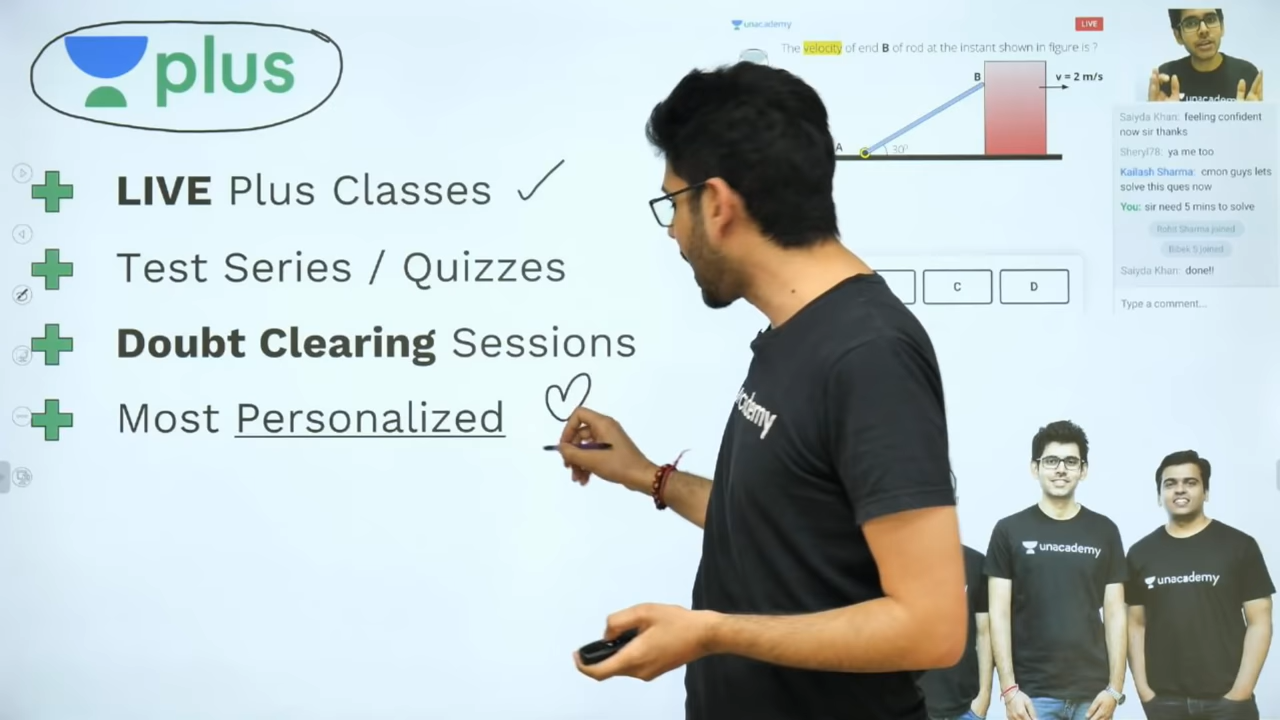 plus
LIVE Plus Classes
Test Series / Quizzes
Doubt Clearing Sessions
Most Personalized
unacademy
LIVE
The velocity of end B of rod at the instant shown in figure is ?
B
v = 2 m/s
A
30°
C
D
unacademy
Saiyda Khan: feeling confident
now sir thanks
Sheryl78: ya me too
Kailash Sharma: cmon guys lets
solve this ques now
You: sir need 5 mins to solve
Rohit Sharma joined
Bibek S joined
Saiyda Khan: done!!
Type a comment...
unacademy
unacademy